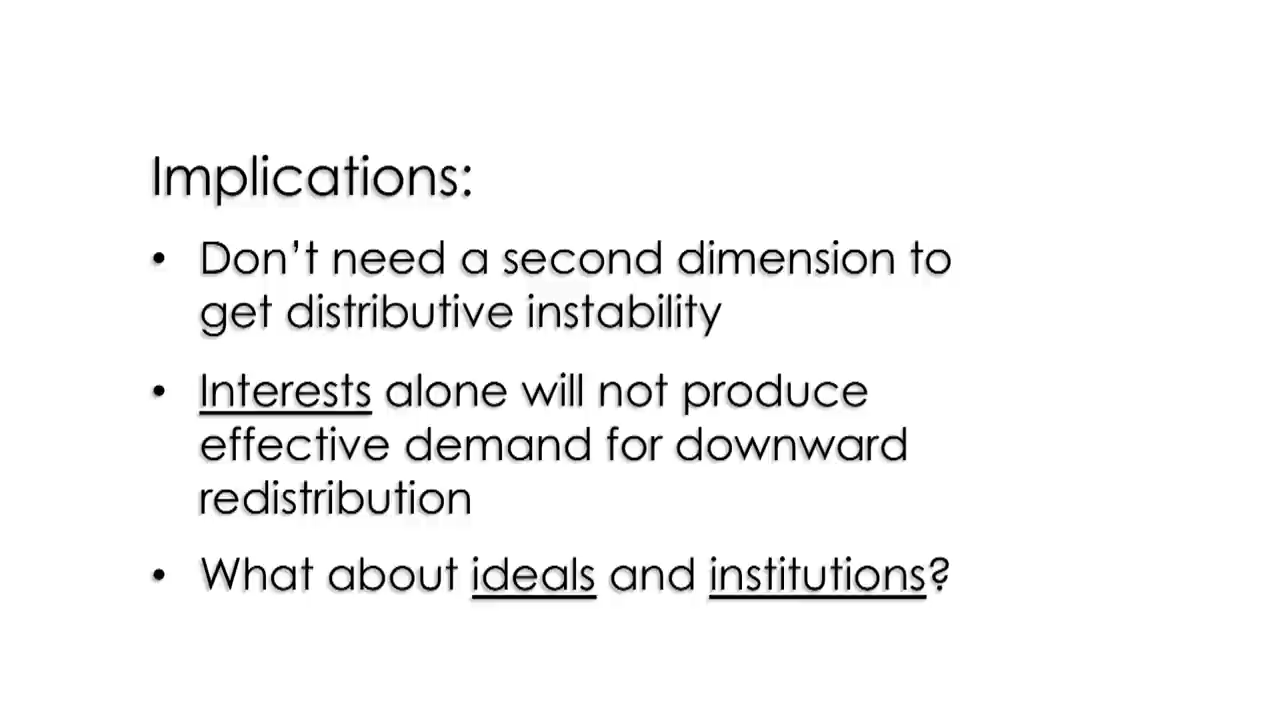 Implications:
• Don’t need a second dimension to
get distributive instability
• Interests alone will not produce
effective demand for downward
redistribution
• What about ideals and institutions?